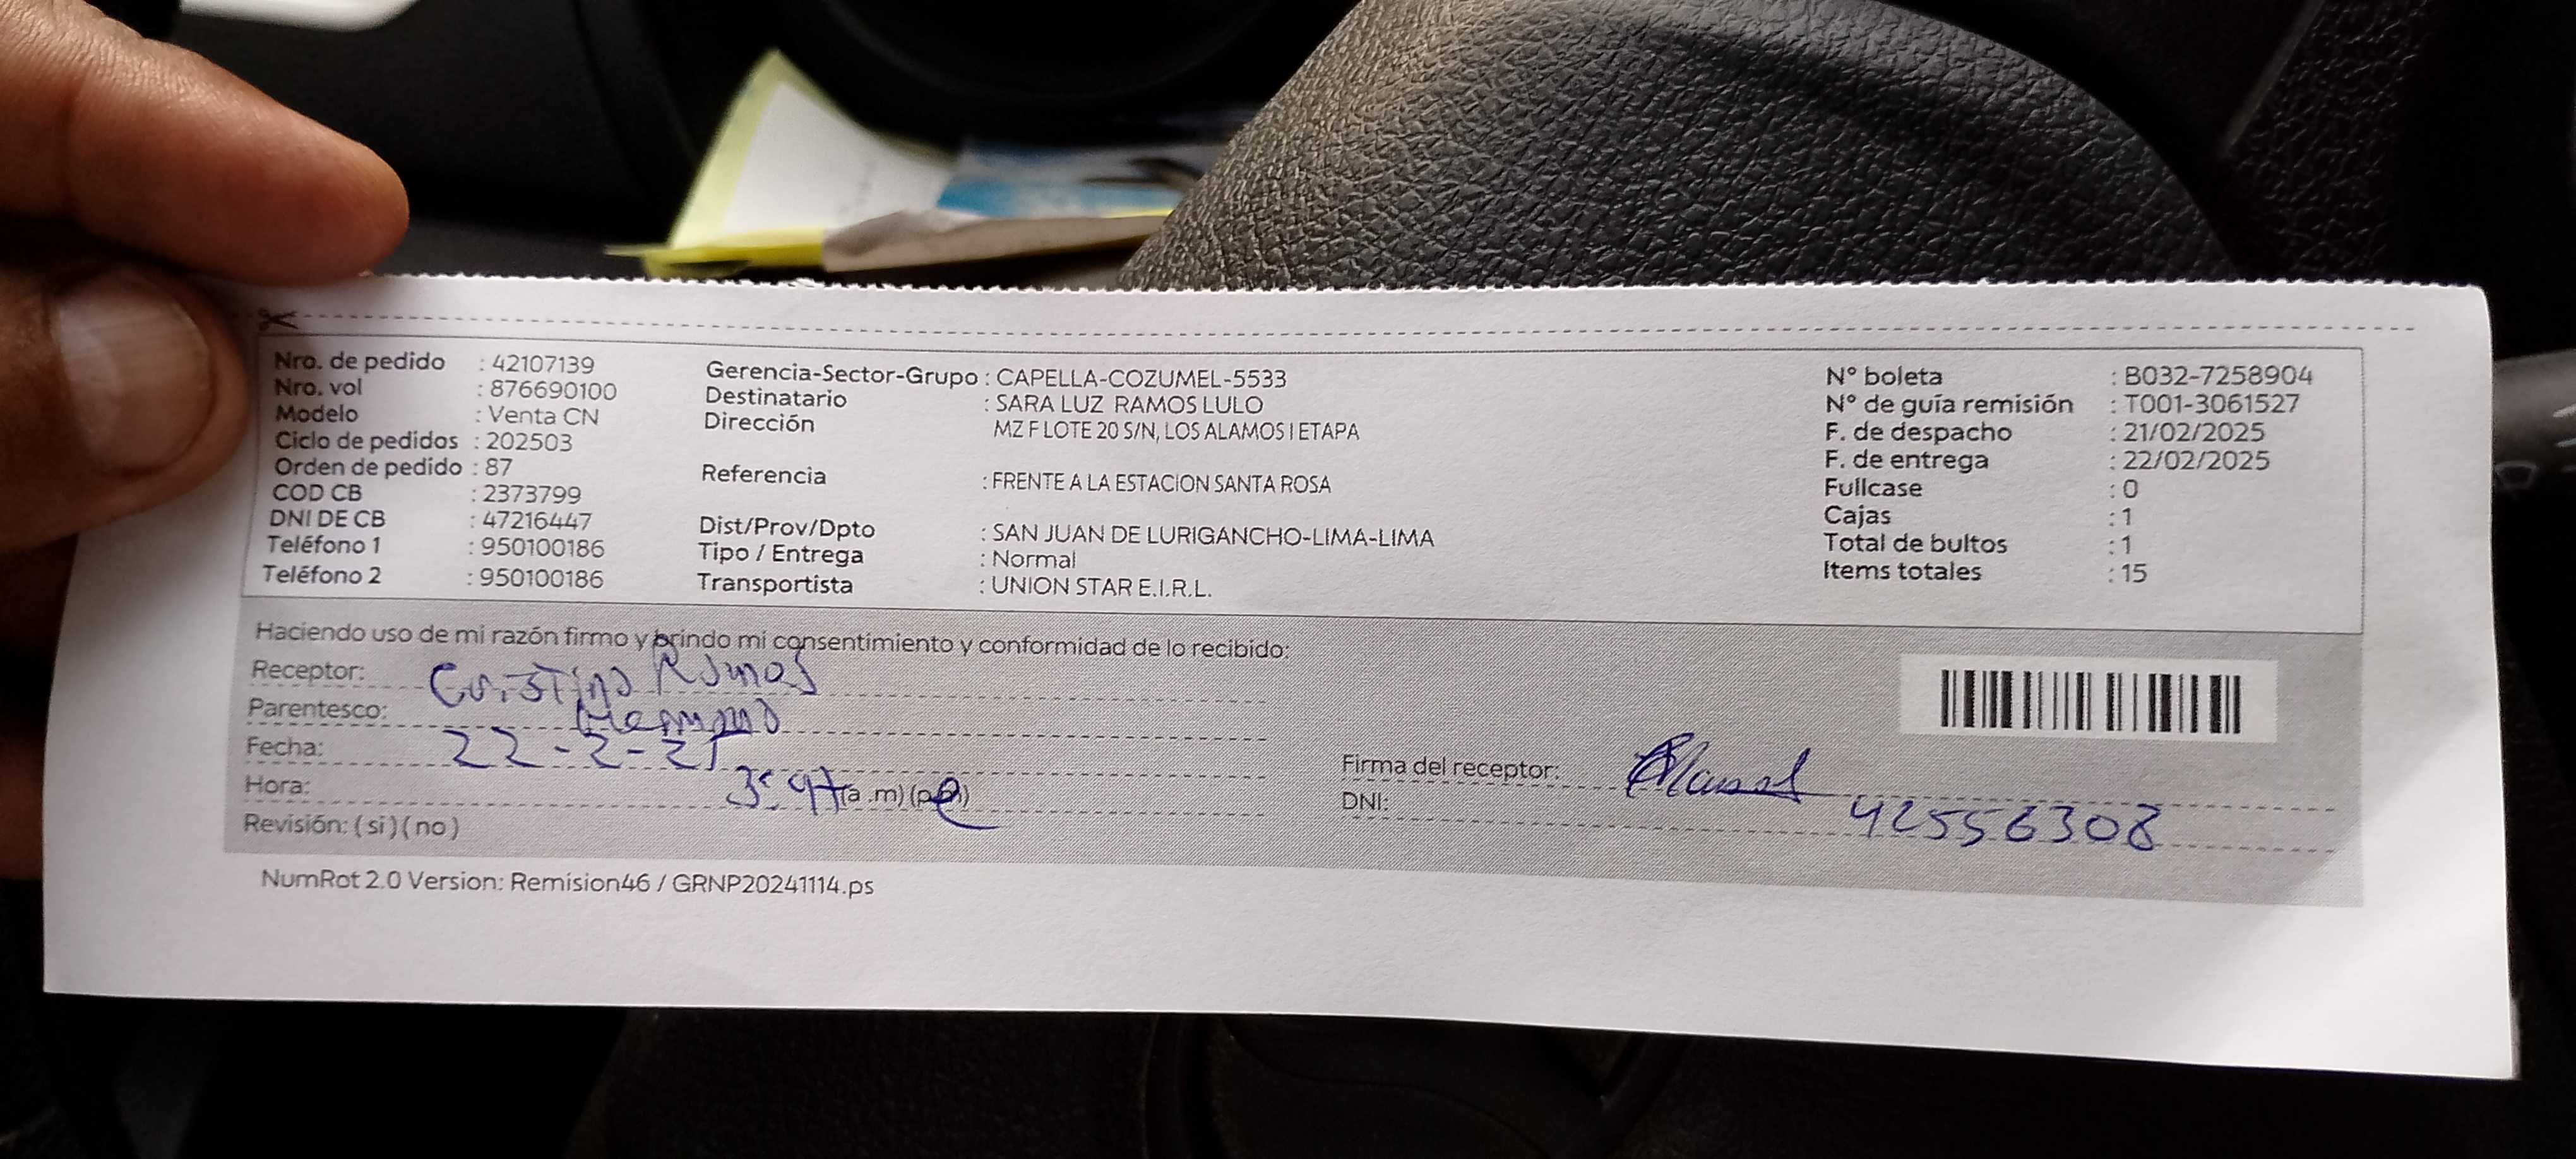 Nro. de pedido : 42107139
Nro. vol : 876690100
Modelo : Venta CN
Ciclo de pedidos : 202503
Orden de pedido : 87
COD CB : 2373799
DNI DE CB : 47216447
Teléfono 1 : 950100186
Teléfono 2 : 950100186
Gerencia-Sector-Grupo : CAPELLA-COZUMEL-5533
Destinatario : SARA LUZ RAMOS LULO
Dirección
MZ F LOTE 20 S/N, LOS ALAMOS I ETAPA
Referencia : FRENTE A LA ESTACION SANTA ROSA
Dist/Prov/Dpto : SAN JUAN DE LURIGANCHO-LIMA-LIMA
Tipo / Entrega : Normal
Transportista : UNION STAR E.I.R.L.
N° boleta : B032-7258904
N° de guía remisión : T001-3061527
F. de despacho : 21/02/2025
F. de entrega : 22/02/2025
Fullcase : 0
Cajas : 1
Total de bultos : 1
Items totales : 15
Haciendo uso de mi razón firmo y brindo mi consentimiento y conformidad de lo recibido:
Receptor: Ramos
Parentesco: Hermano
Fecha: 22-2-25
Hora: (a .m) (p.m)
Revisión: ( si ) ( no )
Firma del receptor:
DNI: 42556308
NumRot 2.0 Version: Remision46 / GRNP20241114.ps